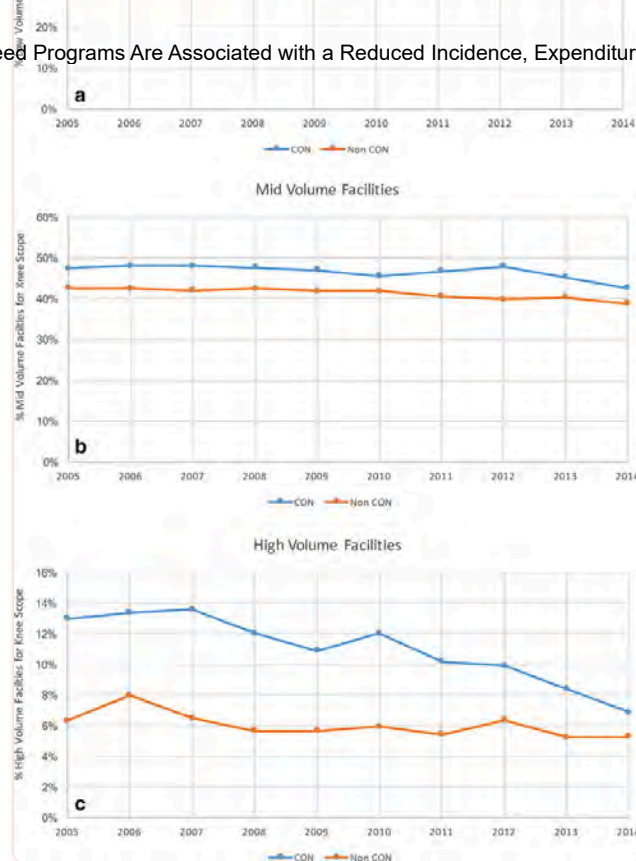 20%
eed Programs Are Associated with a Reduced Incidence, Expenditur
10%
0%
a
2005 2006 2007 2008 2009 2010 2011 2012 2013 2014
CON Non CON
Mid Volume Facilities
% Mid Volume Facilties for Knee Scope
60%
50%
40%
30%
20%
10%
0%
b
2005 2006 2007 2008 2009 2010 2011 2012 2013 2014
CON Non CON
High Volume Facilities
% High Volume Facilties for Knee Scope
16%
14%
12%
10%
8%
6%
4%
2%
0%
c
2005 2006 2007 2008 2009 2010 2011 2012 2013 2014
CON Non CON